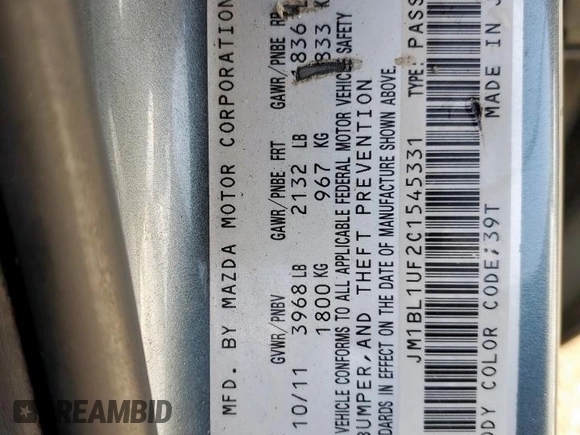 MFD. BY MAZDA MOTOR CORPORATION
GVWR/PNBV GAWR/PNBE FRT GAWR/PNBE
10/11 3968 LB 2132 LB 1836
1800 KG 967 KG 833 KG
VEHICLE CONFORMS TO ALL APPLICABLE FEDERAL MOTOR VEHICLE SAFETY
BUMPER, AND THEFT PREVENTION
DARDS IN EFFECT ON THE DATE OF MANUFACTURE SHOWN ABOVE.
JM1BL1UF2C1545331 TYPE: PASS
ODY COLOR CODE;39T MADE IN J
DREAMBID